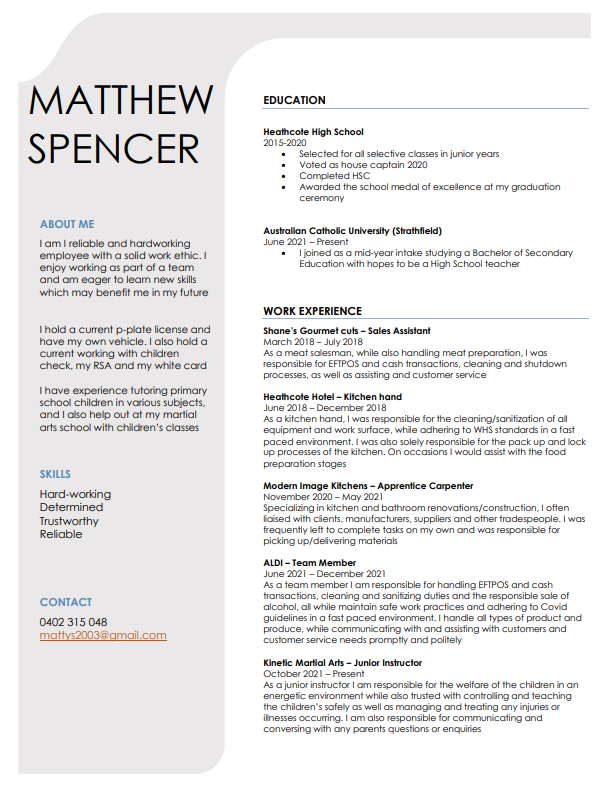 MATTHEW
SPENCER
ABOUT ME
I am I reliable and hardworking
employee with a solid work ethic. I
enjoy working as part of a team
and am eager to learn new skills
which may benefit me in my future
I hold a current p-plate license and
have my own vehicle. I also hold a
current working with children
check, my RSA and my white card
I have experience tutoring primary
school children in various subjects,
and I also help out at my martial
arts school with children's classes
SKILLS
Hard-working
Determined
Trustworthy
Reliable
CONTACT
0402 315 048
mattys2003@gmail.com
EDUCATION
Heathcote High School
2015-2020
• Selected for all selective classes in junior years
• Voted as house captain 2020
• Completed HSC
• Awarded the school medal of excellence at my graduation
ceremony
Australian Catholic University (Strathfield)
June 2021 – Present
• I joined as a mid-year intake studying a Bachelor of Secondary
Education with hopes to be a High School teacher
WORK EXPERIENCE
Shane's Gourmet cuts – Sales Assistant
March 2018 – July 2018
As a meat salesman, while also handling meat preparation, I was
responsible for EFTPOS and cash transactions, cleaning and shutdown
processes, as well as assisting and customer service
Heathcote Hotel – Kitchen hand
June 2018 – December 2018
As a kitchen hand, I was responsible for the cleaning/sanitization of all
equipment and work surface, while adhering to WHS standards in a fast
paced environment. I was also solely responsible for the pack up and lock
up processes of the kitchen. On occasions I would assist with the food
preparation stages
Modern Image Kitchens – Apprentice Carpenter
November 2020 – May 2021
Specializing in kitchen and bathroom renovations/construction, I often
liaised with clients, manufacturers, suppliers and other tradespeople. I was
frequently left to complete tasks on my own and was responsible for
picking up/delivering materials
ALDI – Team Member
June 2021 – December 2021
As a team member I am responsible for handling EFTPOS and cash
transactions, cleaning and sanitizing duties and the responsible sale of
alcohol, all while maintain safe work practices and adhering to Covid
guidelines in a fast paced environment. I handle all types of product and
produce, while communicating with and assisting with customers and
customer service needs promptly and politely
Kinetic Martial Arts – Junior Instructor
October 2021 – Present
As a junior instructor I am responsible for the welfare of the children in an
energetic environment while also trusted with controlling and teaching
the children's safely as well as managing and treating any injuries or
illnesses occurring. I am also responsible for communicating and
conversing with any parents questions or enquiries